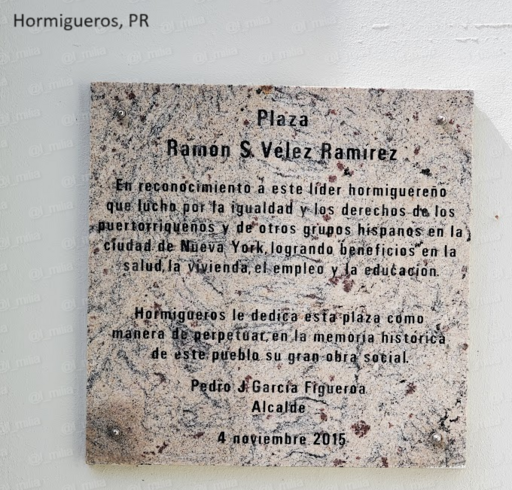 Hormigueros, PR
Plaza
Ramón S. Vélez Ramírez
En reconocimiento a este líder hormiguereño
que luchó por la igualdad y los derechos de los
puertorriqueños y de otros grupos hispanos en la
ciudad de Nueva York, logrando beneficios en la
salud, la vivienda, el empleo y la educación.
Hormigueros le dedica esta plaza como
manera de perpetuar, en la memoria histórica
de este pueblo su gran obra social.
Pedro J. García Figueroa
Alcalde
4 noviembre 2015